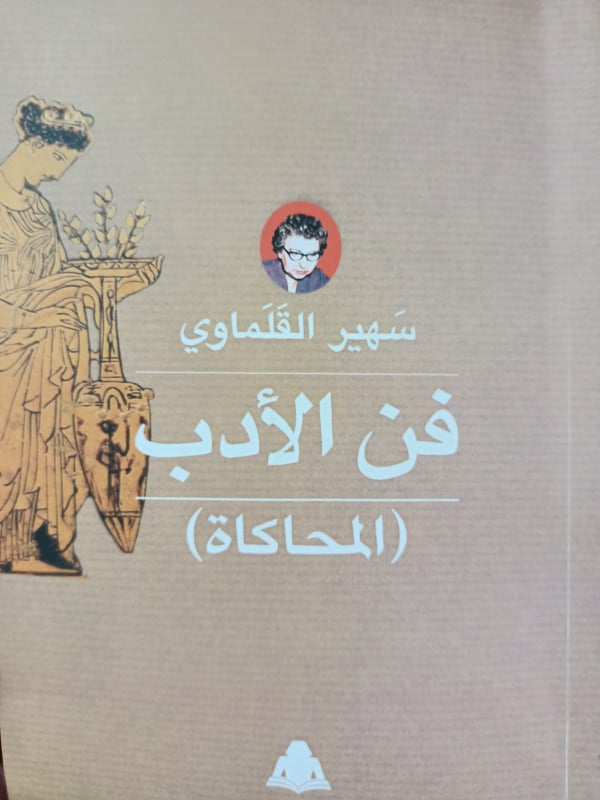 سَهير القَلَماوي
فن الأدب
(المحاكاة)